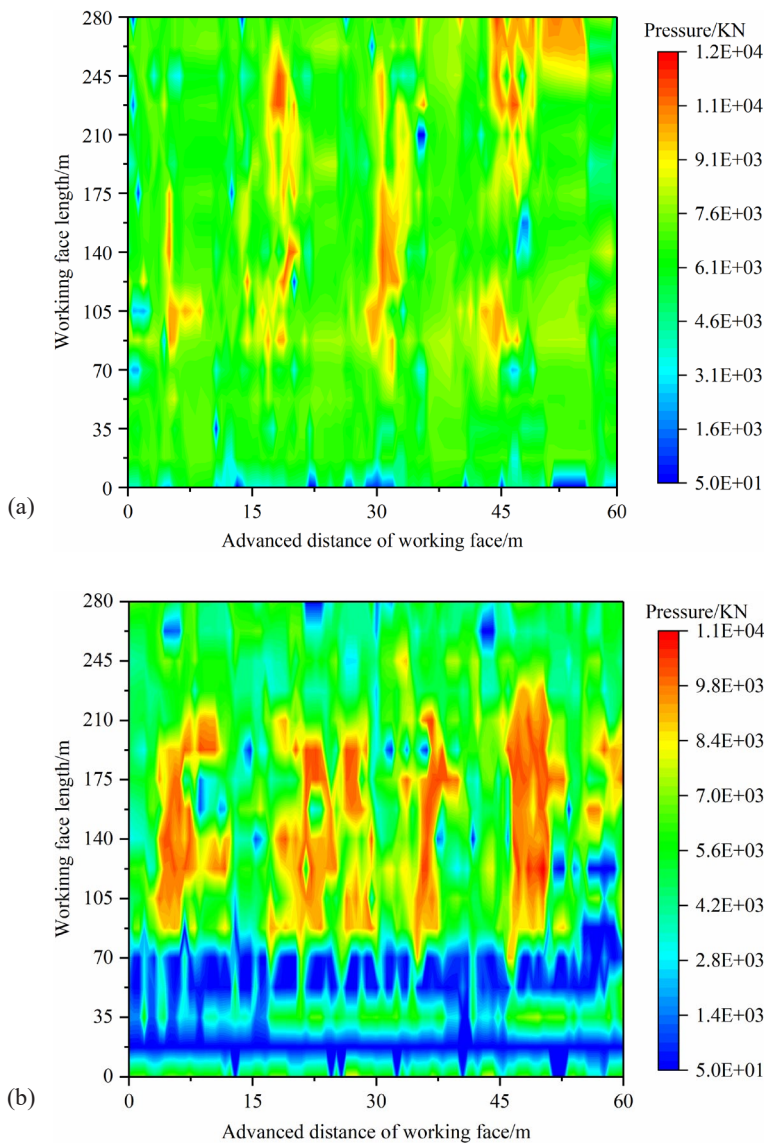 Pressure/KN
280
245
210
175
140
105
70
35
0
Workinng face length/m
0 15 30 45 60
Advanced distance of working face/m
1.2E+04
1.1E+04
9.1E+03
7.6E+03
6.1E+03
4.6E+03
3.1E+03
1.6E+03
5.0E+01
(a)
Pressure/KN
280
245
210
175
140
105
70
35
0
Workinng face length/m
0 15 30 45 60
Advanced distance of working face/m
1.1E+04
9.8E+03
8.4E+03
7.0E+03
5.6E+03
4.2E+03
2.8E+03
1.4E+03
5.0E+01
(b)